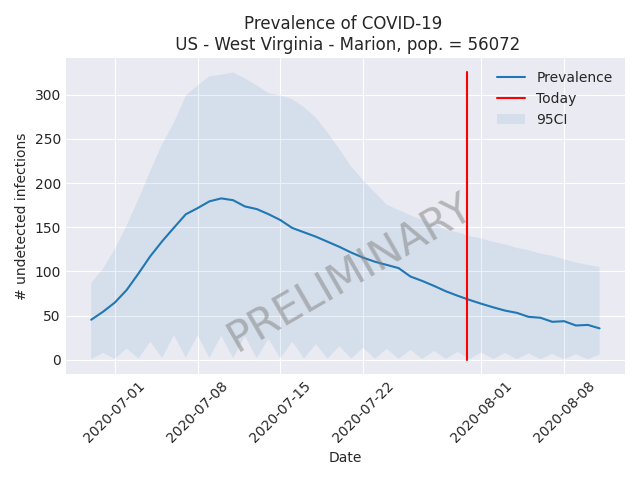 Prevalence of COVID-19
US - West Virginia - Marion, pop. = 56072
Prevalence
Today
95CI
PRELIMINARY
# undetected infections
300
250
200
150
100
50
0
2020-07-01
2020-07-08
2020-07-15
2020-07-22
2020-08-01
2020-08-08
Date